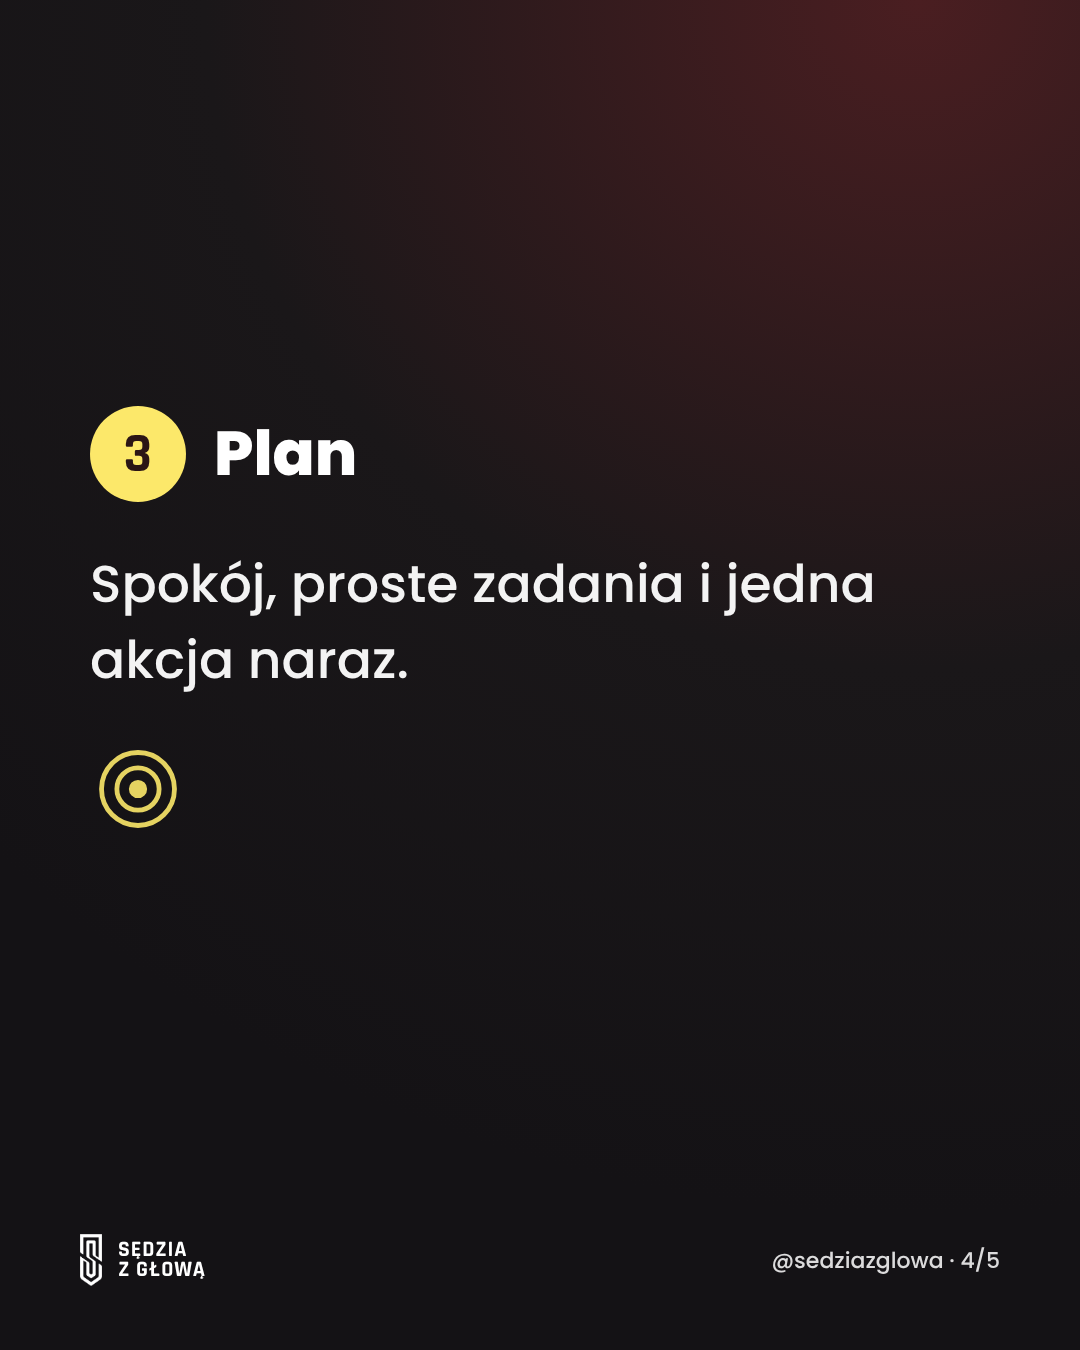 3 Plan
Spokój, proste zadania i jedna
akcja naraz.
SĘDZIA
Z GŁOWĄ
@sedziazglowa · 4/5